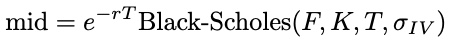 mid = e^{-rT} Black-Scholes(F, K, T, σ_{IV})